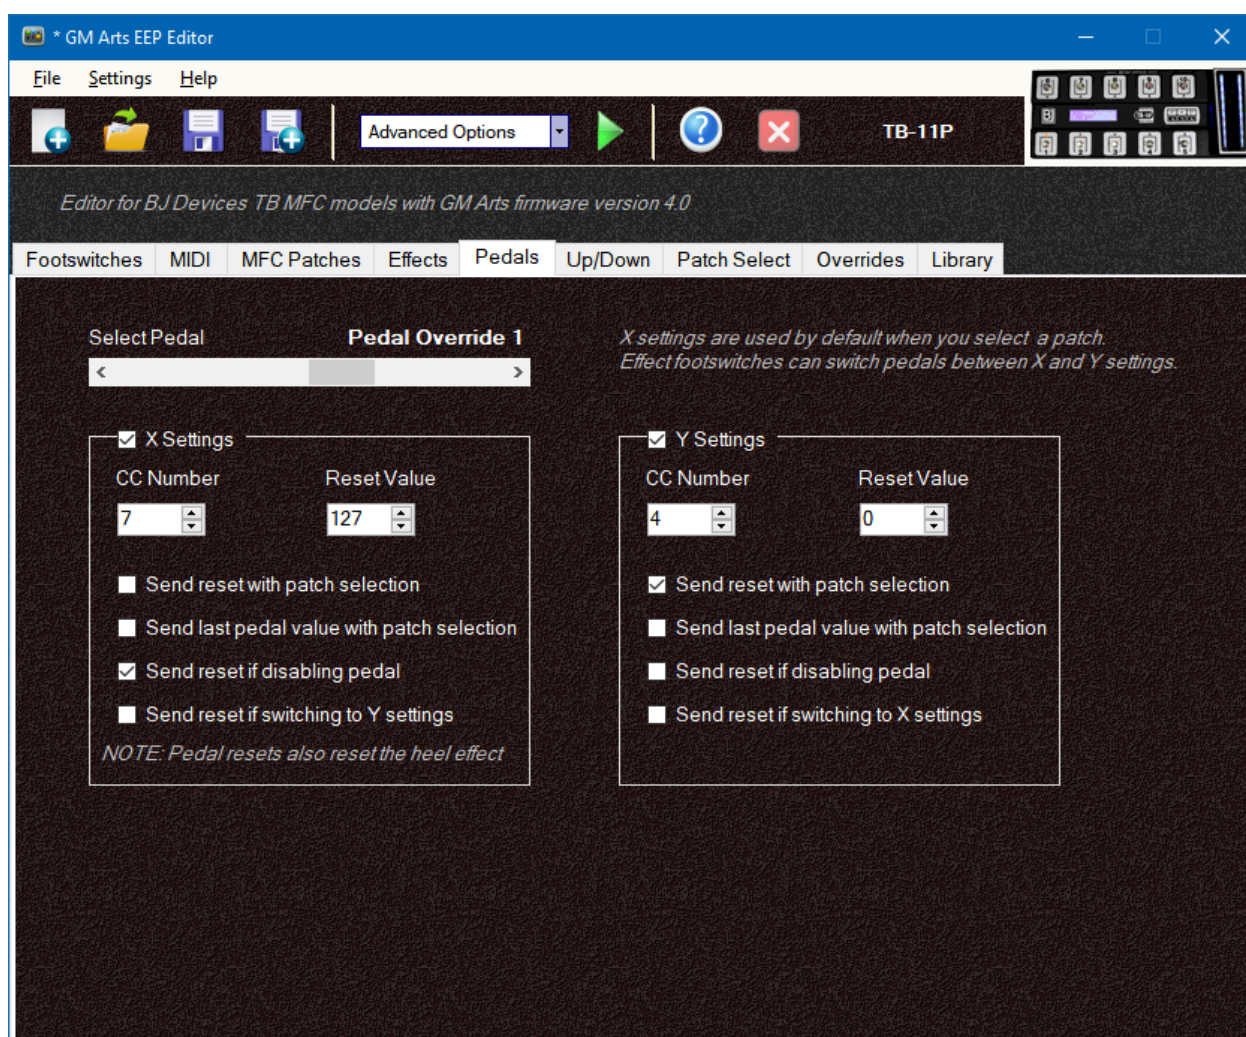 * GM Arts EEP Editor
File Settings Help
Advanced Options
TB-11P
BJ
Editor for BJ Devices TB MFC models with GM Arts firmware version 4.0
Footswitches MIDI MFC Patches Effects Pedals Up/Down Patch Select Overrides Library
Select Pedal Pedal Override 1
X settings are used by default when you select a patch.
Effect footswitches can switch pedals between X and Y settings.
X Settings
CC Number Reset Value
7 127
Send reset with patch selection
Send last pedal value with patch selection
Send reset if disabling pedal
Send reset if switching to Y settings
NOTE: Pedal resets also reset the heel effect
Y Settings
CC Number Reset Value
4 0
Send reset with patch selection
Send last pedal value with patch selection
Send reset if disabling pedal
Send reset if switching to X settings